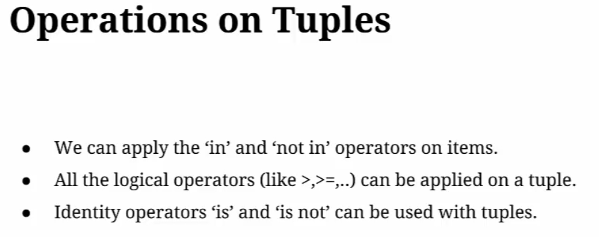 Operations on Tuples
● We can apply the ‘in’ and ‘not in’ operators on items.
● All the logical operators (like >,>=,..) can be applied on a tuple.
● Identity operators ‘is’ and ‘is not’ can be used with tuples.